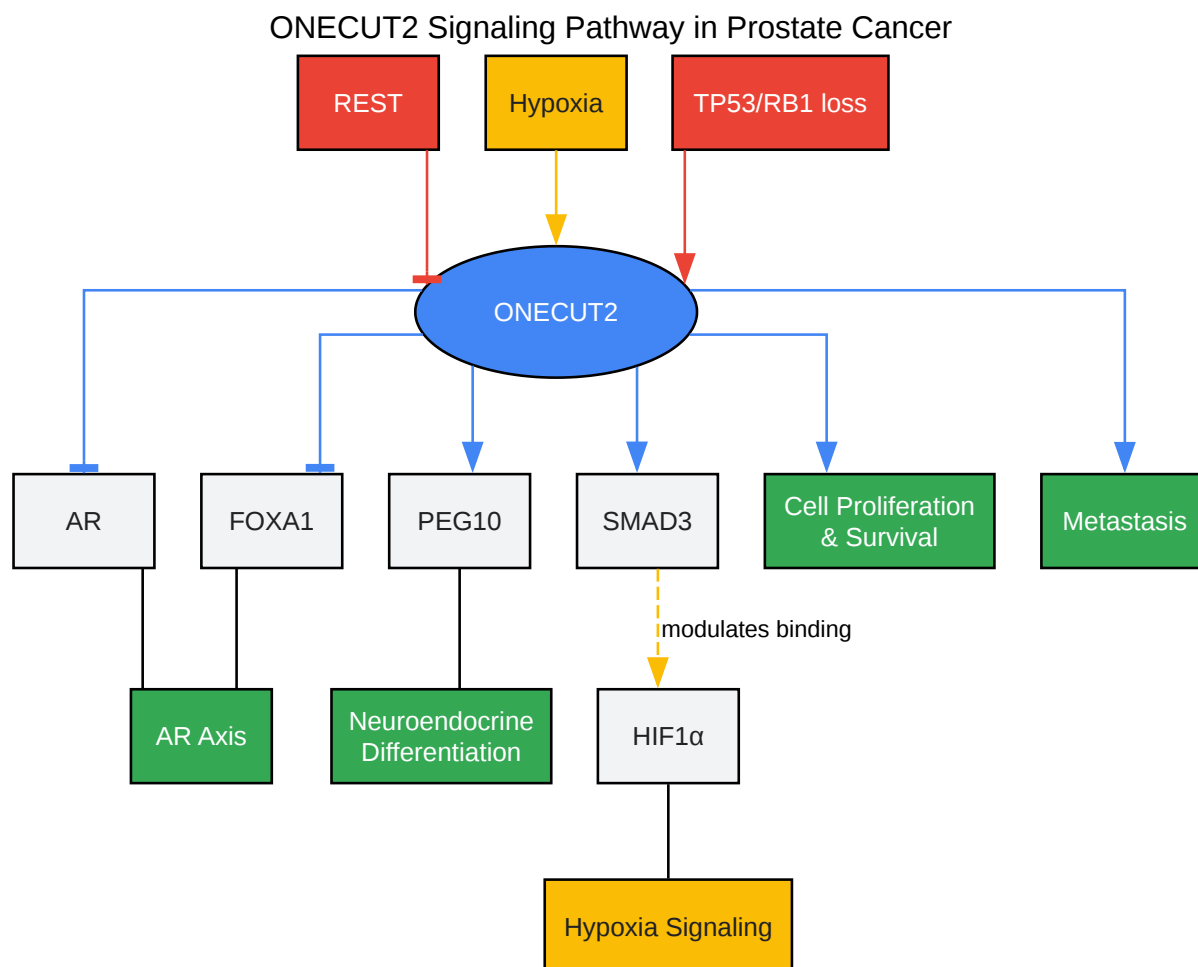 ONECUT2 Signaling Pathway in Prostate Cancer
REST
Hypoxia
TP53/RB1 loss
ONECUT2
AR
FOXA1
PEG10
SMAD3
Cell Proliferation
& Survival
Metastasis
modulates binding
AR Axis
Neuroendocrine
Differentiation
HIF1α
Hypoxia Signaling